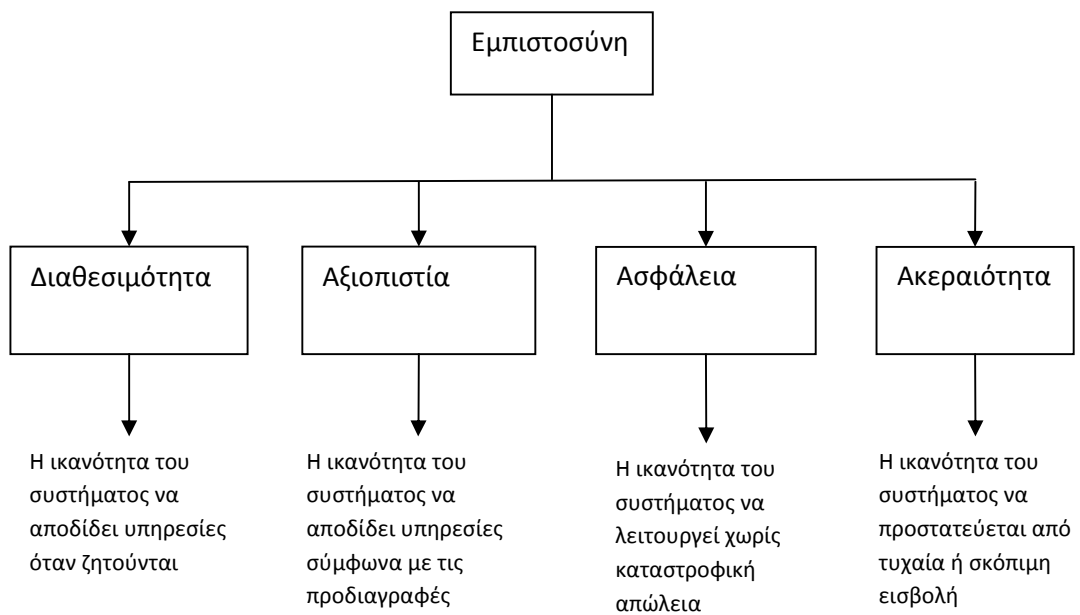 Εμπιστοσύνη
Διαθεσιμότητα
Αξιοπιστία
Ασφάλεια
Ακεραιότητα
Η ικανότητα του
συστήματος να
αποδίδει υπηρεσίες
όταν ζητούνται
Η ικανότητα του
συστήματος να
αποδίδει υπηρεσίες
σύμφωνα με τις
προδιαγραφές
Η ικανότητα του
συστήματος να
λειτουργεί χωρίς
καταστροφική
απώλεια
Η ικανότητα του
συστήματος να
προστατεύεται από
τυχαία ή σκόπιμη
εισβολή